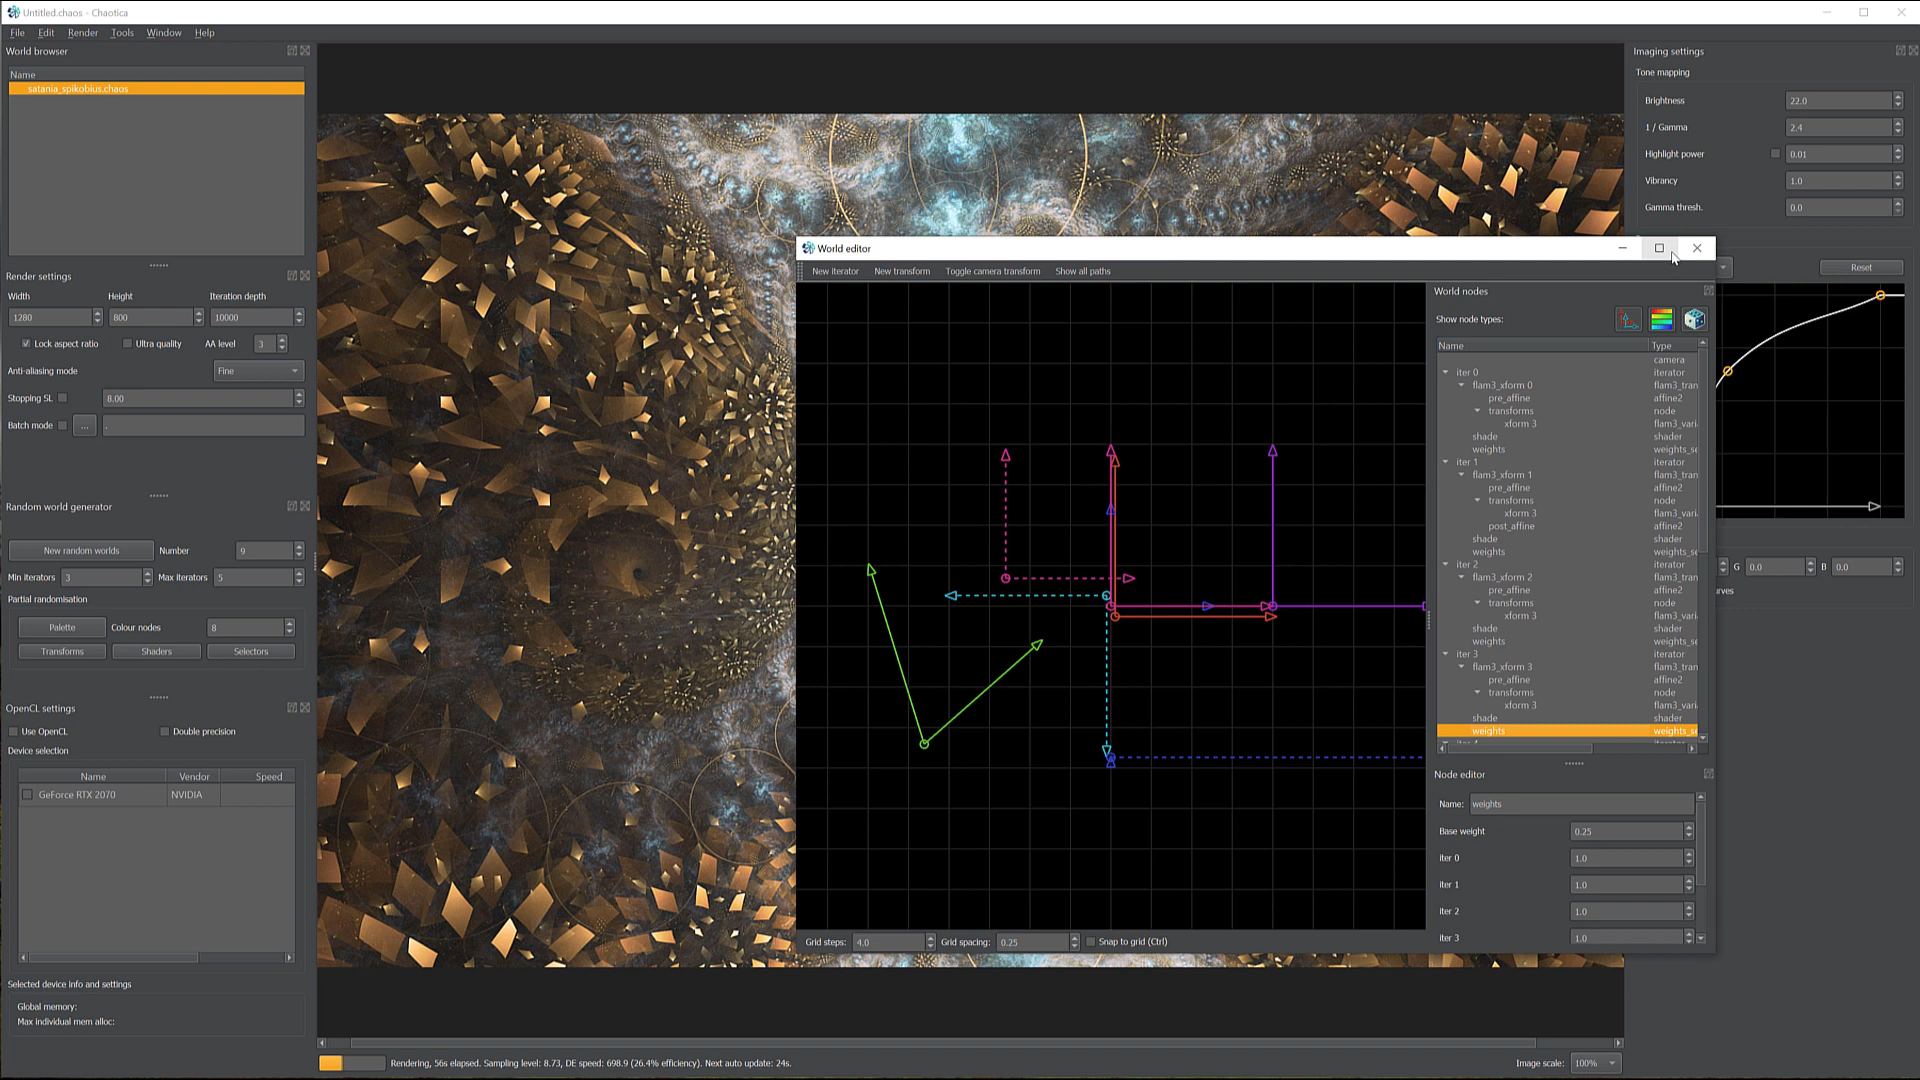 Untitled.chaos - Chaotica
File Edit Render Tools Window Help
World browser
Name
satania_spikobius.chaos
Render settings
Width Height Iteration depth
1280 800 10000
Lock aspect ratio Ultra quality AA level 3
Anti-aliasing mode Fine
Stopping SL 8.00
Batch mode ... .
Random world generator
New random worlds Number 9
Min iterators 3 Max iterators 5
Partial randomisation
Palette Colour nodes 8
Transforms Shaders Selectors
OpenCL settings
Use OpenCL Double precision
Device selection
Name Vendor Speed
GeForce RTX 2070 NVIDIA
Selected device info and settings
Global memory:
Max individual mem alloc:
World editor
New iterator New transform Toggle camera transform Show all paths
Grid steps: 4.0 Grid spacing: 0.25 Snap to grid (Ctrl)
World nodes
Show node types:
Name Type
camera
iter 0 iterator
flam3_xform 0 flam3_tran
pre_affine affine2
transforms node
xform 3 flam3_vari
shade shader
weights weights_se
iter 1 iterator
flam3_xform 1 flam3_tran
pre_affine affine2
transforms node
xform 3 flam3_vari
post_affine affine2
shade shader
weights weights_se
iter 2 iterator
flam3_xform 2 flam3_tran
pre_affine affine2
transforms node
xform 3 flam3_vari
shade shader
weights weights_se
iter 3 iterator
flam3_xform 3 flam3_tran
pre_affine affine2
transforms node
xform 3 flam3_vari
shade shader
weights weights_se
Node editor
Name: weights
Base weight 0.25
iter 0 1.0
iter 1 1.0
iter 2 1.0
iter 3 1.0
Imaging settings
Tone mapping
Brightness 22.0
1 / Gamma 2.4
Highlight power 0.01
Vibrancy 1.0
Gamma thresh. 0.0
Reset
G 0.0 B 0.0
urves
Rendering, 56s elapsed. Sampling level: 8.73, DE speed: 698.9 (26.4% efficiency). Next auto update: 24s.
Image scale: 100%